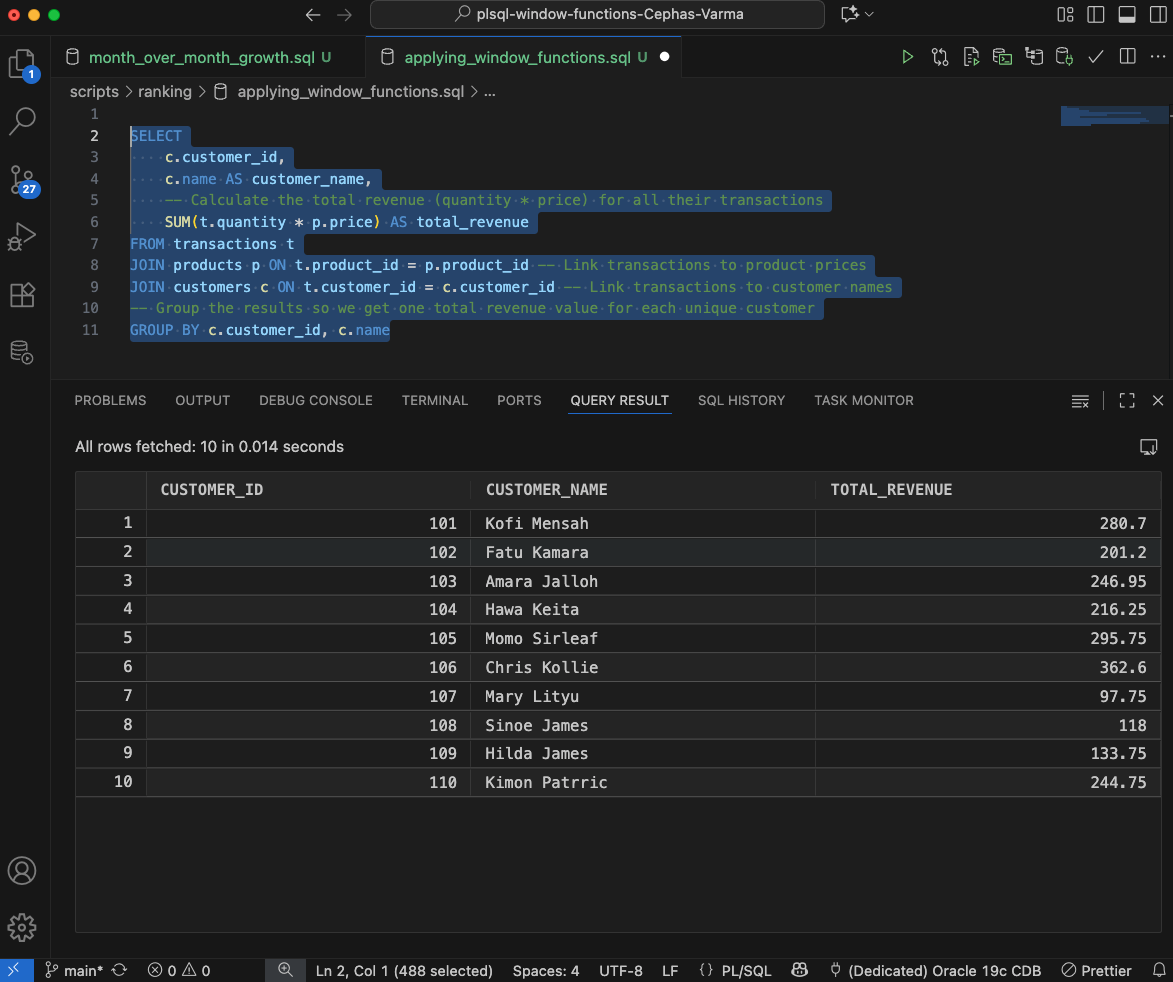 plsql-window-functions-Cephas-Varma
1
month_over_month_growth.sql U
applying_window_functions.sql U
scripts > ranking > applying_window_functions.sql > ...
27
1
2 SELECT
3 c.customer_id,
4 c.name AS customer_name,
5 -- Calculate the total revenue (quantity * price) for all their transactions
6 SUM(t.quantity * p.price) AS total_revenue
7 FROM transactions t
8 JOIN products p ON t.product_id = p.product_id -- Link transactions to product prices
9 JOIN customers c ON t.customer_id = c.customer_id -- Link transactions to customer names
10 -- Group the results so we get one total revenue value for each unique customer
11 GROUP BY c.customer_id, c.name
PROBLEMS OUTPUT DEBUG CONSOLE TERMINAL PORTS QUERY RESULT SQL HISTORY TASK MONITOR
All rows fetched: 10 in 0.014 seconds
CUSTOMER_ID CUSTOMER_NAME TOTAL_REVENUE
1 101 Kofi Mensah 280.7
2 102 Fatu Kamara 201.2
3 103 Amara Jalloh 246.95
4 104 Hawa Keita 216.25
5 105 Momo Sirleaf 295.75
6 106 Chris Kollie 362.6
7 107 Mary Lityu 97.75
8 108 Sinoe James 118
9 109 Hilda James 133.75
10 110 Kimon Patrric 244.75
main* 0 0 Ln 2, Col 1 (488 selected) Spaces: 4 UTF-8 LF {} PL/SQL (Dedicated) Oracle 19c CDB Prettier